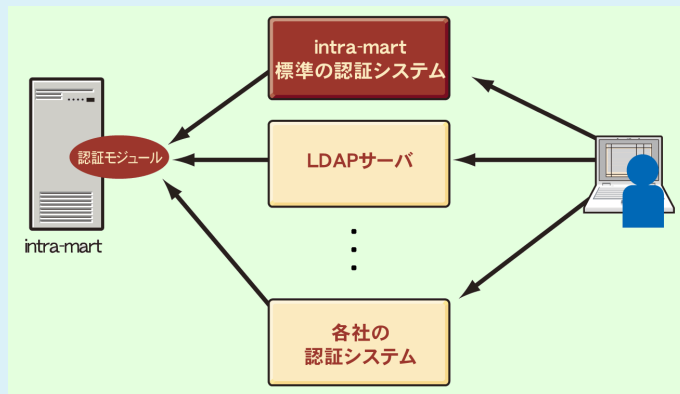 intra-mart
標準の認証システム
認証モジュール
LDAPサーバ
intra-mart
各社の
認証システム